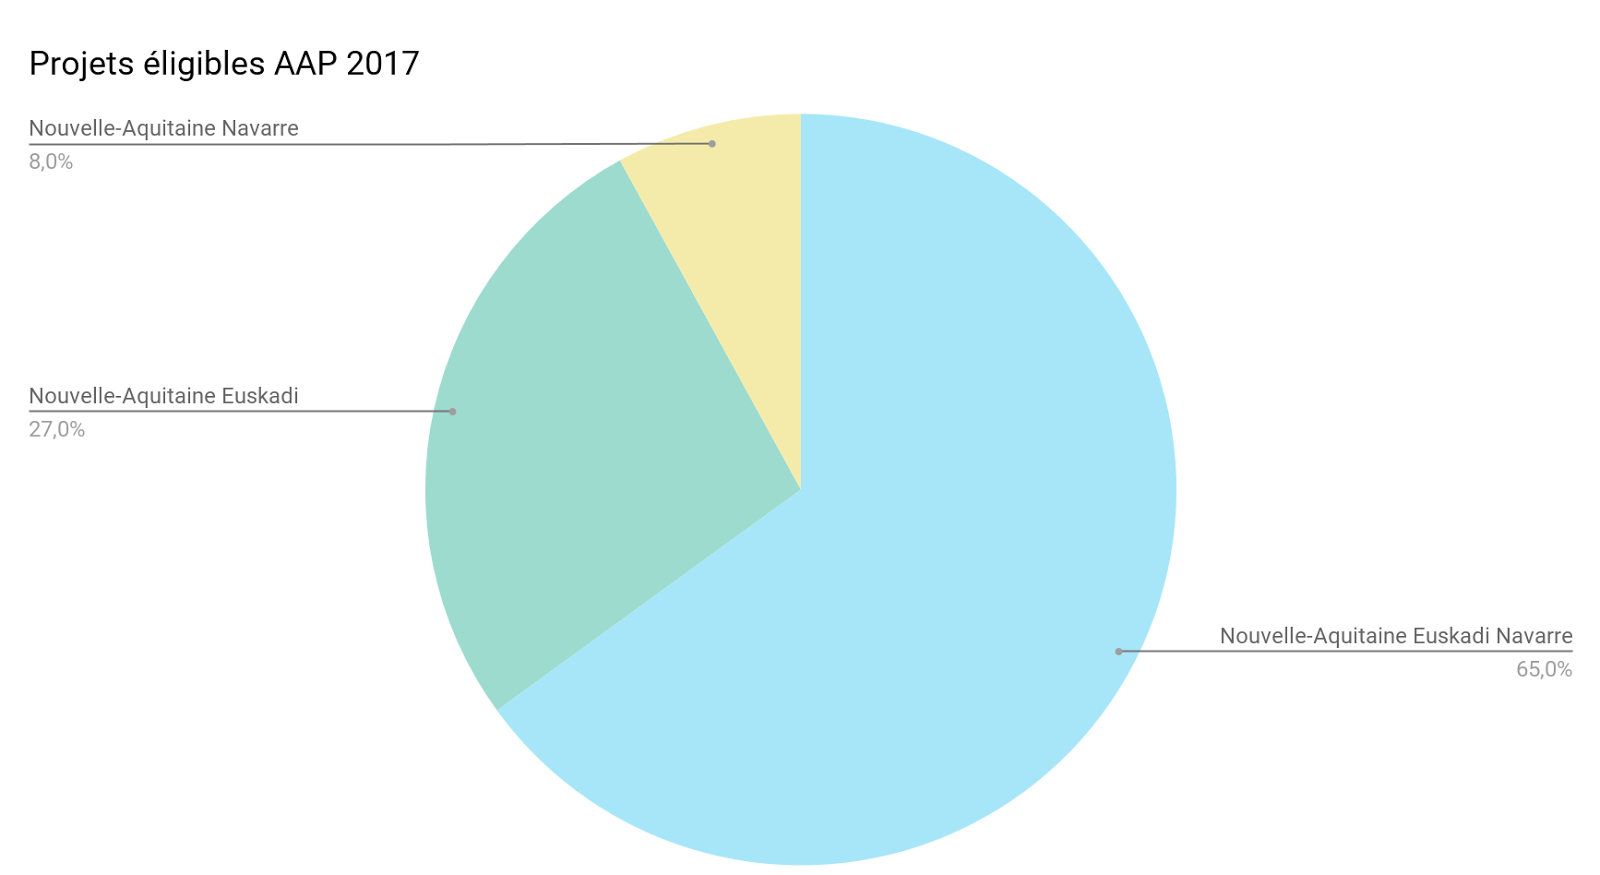 Projets éligibles AAP 2017
Nouvelle-Aquitaine Navarre
8,0%
Nouvelle-Aquitaine Euskadi
27,0%
Nouvelle-Aquitaine Euskadi Navarre
65,0%